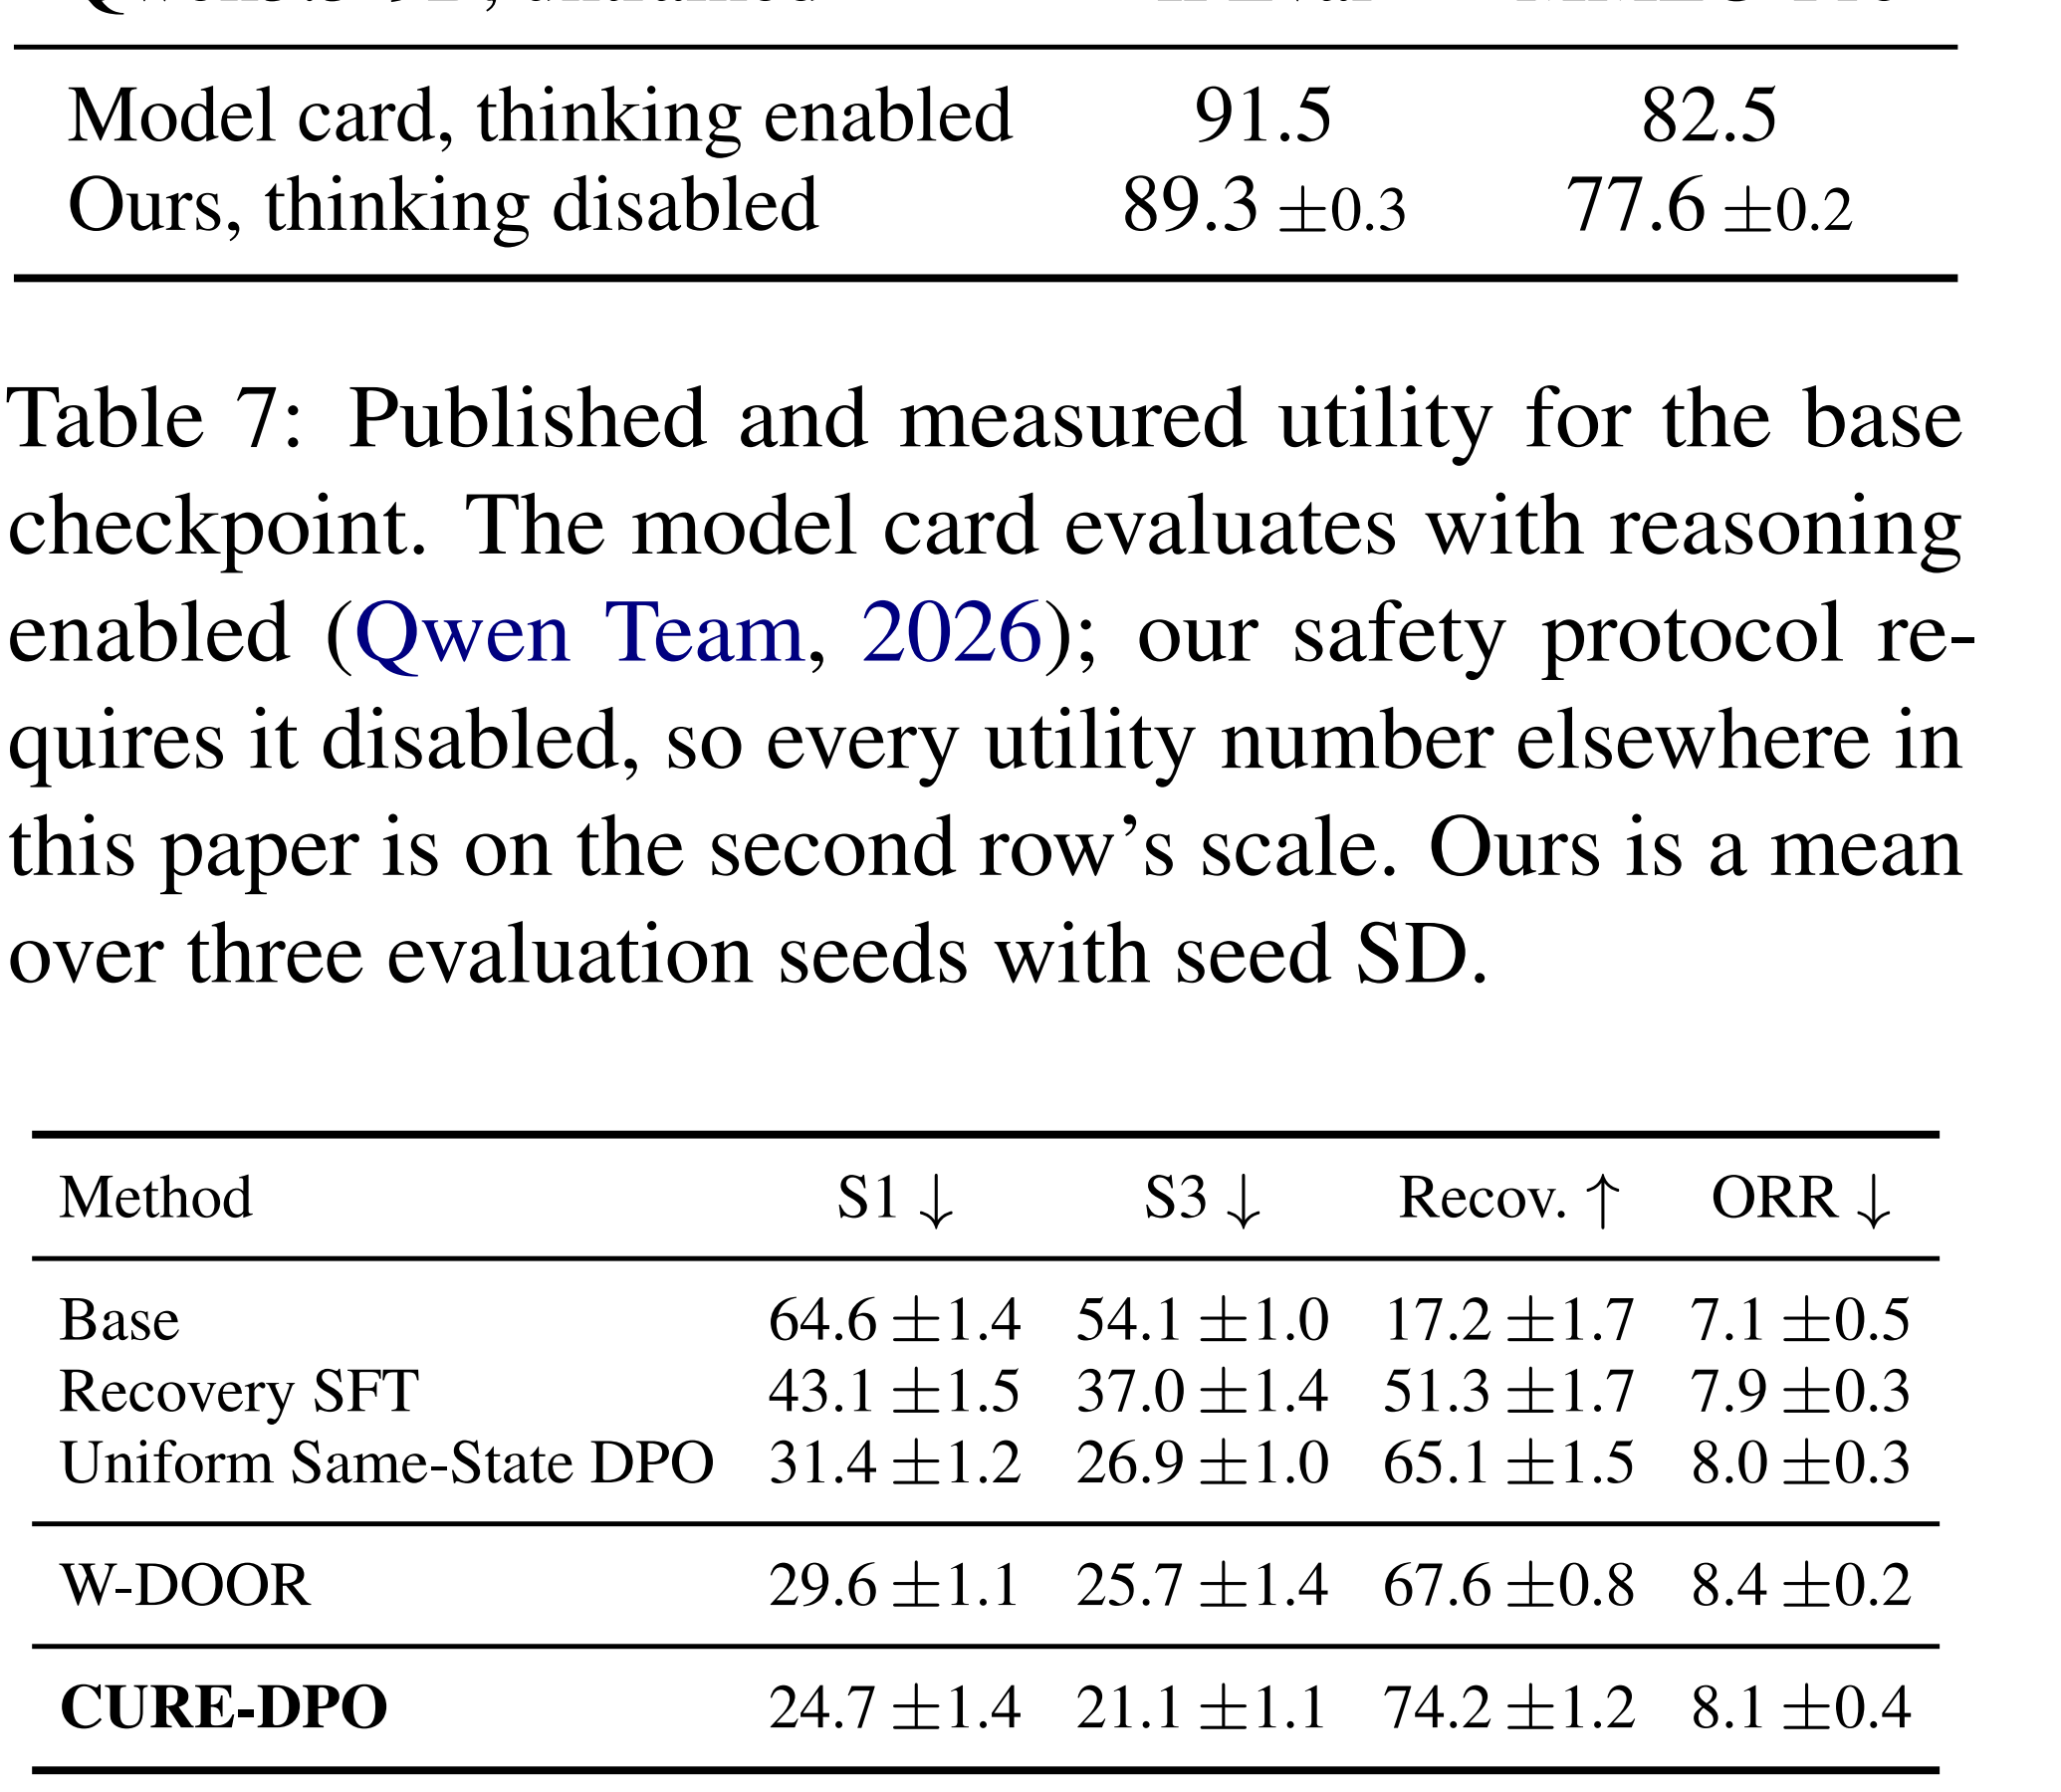 Model card, thinking enabled 91.5 82.5
Ours, thinking disabled 89.3 ±0.3 77.6 ±0.2
Table 7: Published and measured utility for the base
checkpoint. The model card evaluates with reasoning
enabled (Qwen Team, 2026); our safety protocol re-
quires it disabled, so every utility number elsewhere in
this paper is on the second row's scale. Ours is a mean
over three evaluation seeds with seed SD.
Method S1 ↓ S3 ↓ Recov. ↑ ORR ↓
Base 64.6 ±1.4 54.1 ±1.0 17.2 ±1.7 7.1 ±0.5
Recovery SFT 43.1 ±1.5 37.0 ±1.4 51.3 ±1.7 7.9 ±0.3
Uniform Same-State DPO 31.4 ±1.2 26.9 ±1.0 65.1 ±1.5 8.0 ±0.3
W-DOOR 29.6 ±1.1 25.7 ±1.4 67.6 ±0.8 8.4 ±0.2
CURE-DPO 24.7 ±1.4 21.1 ±1.1 74.2 ±1.2 8.1 ±0.4